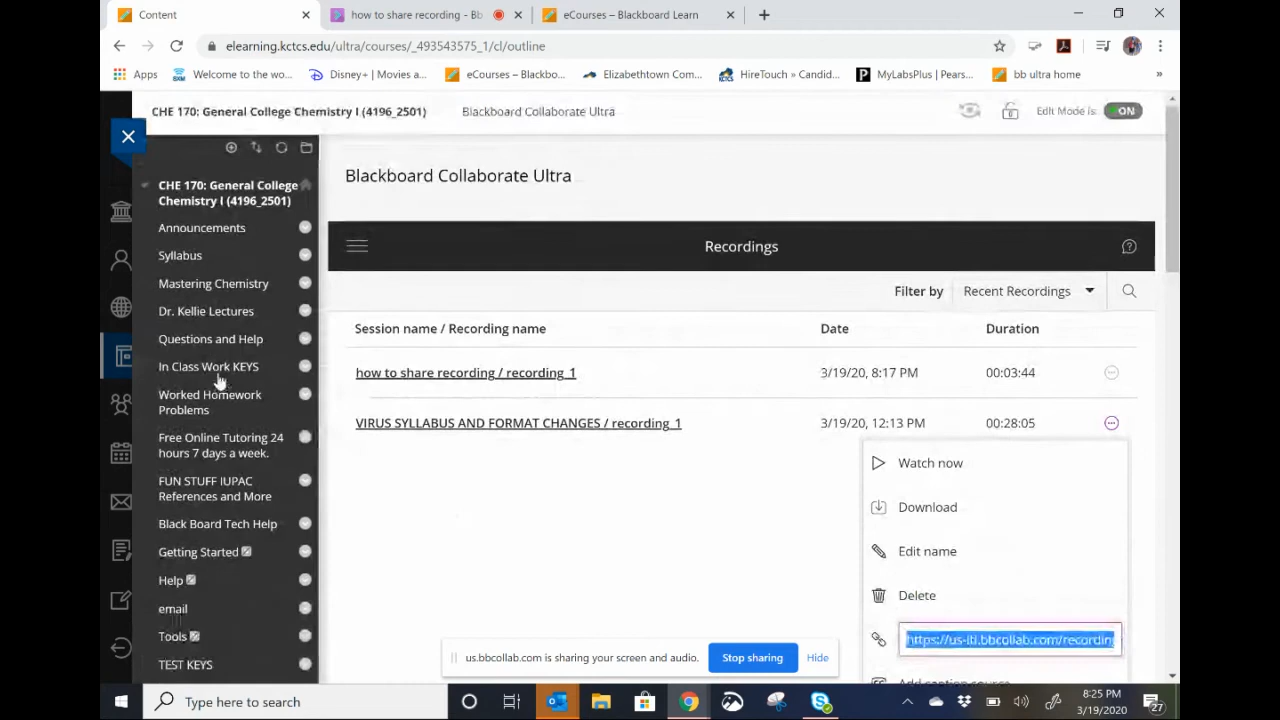 Content
how to share recording - Bb
eCourses – Blackboard Learn
elearning.kctcs.edu/ultra/courses/_493543575_1/cl/outline
Apps
Welcome to the wo...
Disney+ | Movies a...
eCourses – Blackbo...
Elizabethtown Com...
HireTouch » Candid...
MyLabsPlus | Pears...
bb ultra home
»
CHE 170: General College Chemistry I (4196_2501)
Blackboard Collaborate Ultra
Edit Mode is:
ON
CHE 170: General College
Chemistry I (4196_2501)
Announcements
Syllabus
Mastering Chemistry
Dr. Kellie Lectures
Questions and Help
In Class Work KEYS
Worked Homework
Problems
Free Online Tutoring 24
hours 7 days a week.
FUN STUFF IUPAC
References and More
Black Board Tech Help
Getting Started
Help
email
Tools
TEST KEYS
Blackboard Collaborate Ultra
Recordings
Filter by
Recent Recordings
Session name / Recording name
Date
Duration
how to share recording / recording_1
3/19/20, 8:17 PM
00:03:44
VIRUS SYLLABUS AND FORMAT CHANGES / recording_1
3/19/20, 12:13 PM
00:28:05
Watch now
Download
Edit name
Delete
https://us-lti.bbcollab.com/recording
Add caption source
us.bbcollab.com is sharing your screen and audio.
Stop sharing
Hide
Type here to search
8:25 PM
3/19/2020
27